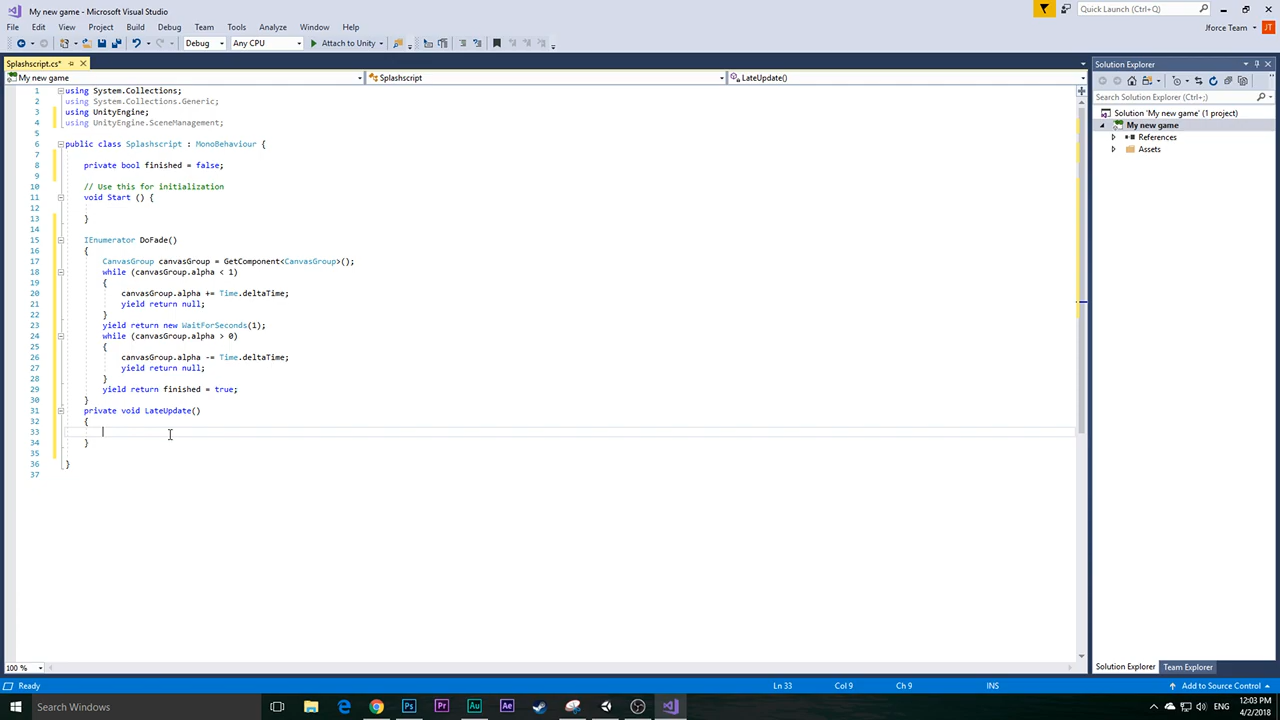 My new game - Microsoft Visual Studio
Quick Launch (Ctrl+Q)
File Edit View Project Build Debug Team Tools Analyze Window Help
Jforce Team
JT
Debug Any CPU Attach to Unity
Splashscript.cs*
My new game Splashscript LateUpdate()
1 using System.Collections;
2 using System.Collections.Generic;
3 using UnityEngine;
4 using UnityEngine.SceneManagement;
5
6 public class Splashscript : MonoBehaviour {
7
8 private bool finished = false;
9
10 // Use this for initialization
11 void Start () {
12
13 }
14
15 IEnumerator DoFade()
16 {
17 CanvasGroup canvasGroup = GetComponent<CanvasGroup>();
18 while (canvasGroup.alpha < 1)
19 {
20 canvasGroup.alpha += Time.deltaTime;
21 yield return null;
22 }
23 yield return new WaitForSeconds(1);
24 while (canvasGroup.alpha > 0)
25 {
26 canvasGroup.alpha -= Time.deltaTime;
27 yield return null;
28 }
29 yield return finished = true;
30 }
31 private void LateUpdate()
32 {
33
34 }
35
36 }
37
Solution Explorer
Search Solution Explorer (Ctrl+;)
Solution 'My new game' (1 project)
My new game
References
Assets
100 %
Solution Explorer Team Explorer
Ready Ln 33 Col 9 Ch 9 INS Add to Source Control
Search Windows
Ps Pr Au Ae
ENG
12:03 PM
4/2/2018